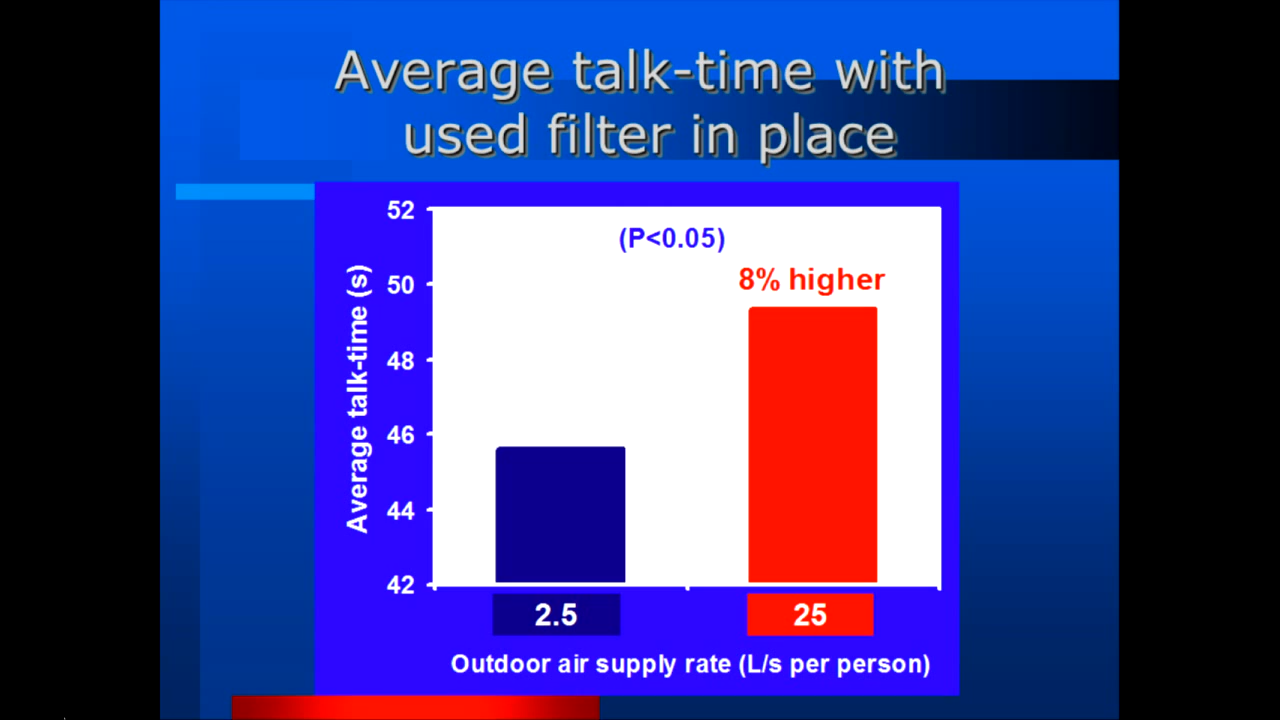 Average talk-time with
used filter in place
(P<0.05)
8% higher
Average talk-time (s)
52
50
48
46
44
42
2.5
25
Outdoor air supply rate (L/s per person)